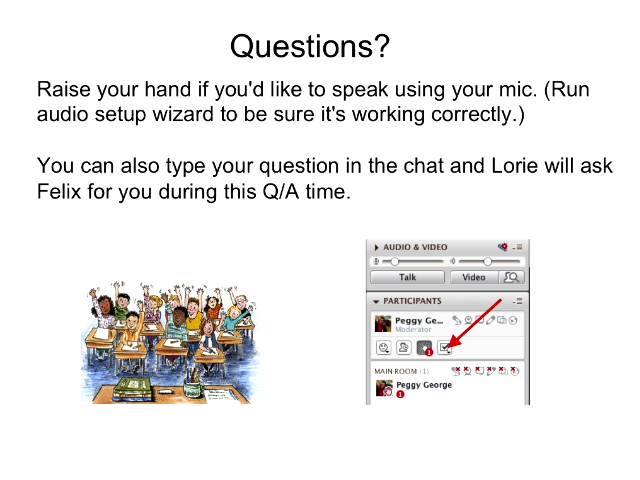 Questions?
Raise your hand if you'd like to speak using your mic. (Run
audio setup wizard to be sure it's working correctly.)
You can also type your question in the chat and Lorie will ask
Felix for you during this Q/A time.
AUDIO & VIDEO
Talk Video
PARTICIPANTS
Peggy Ge...
Moderator
1
MAIN ROOM (1)
Peggy George
1